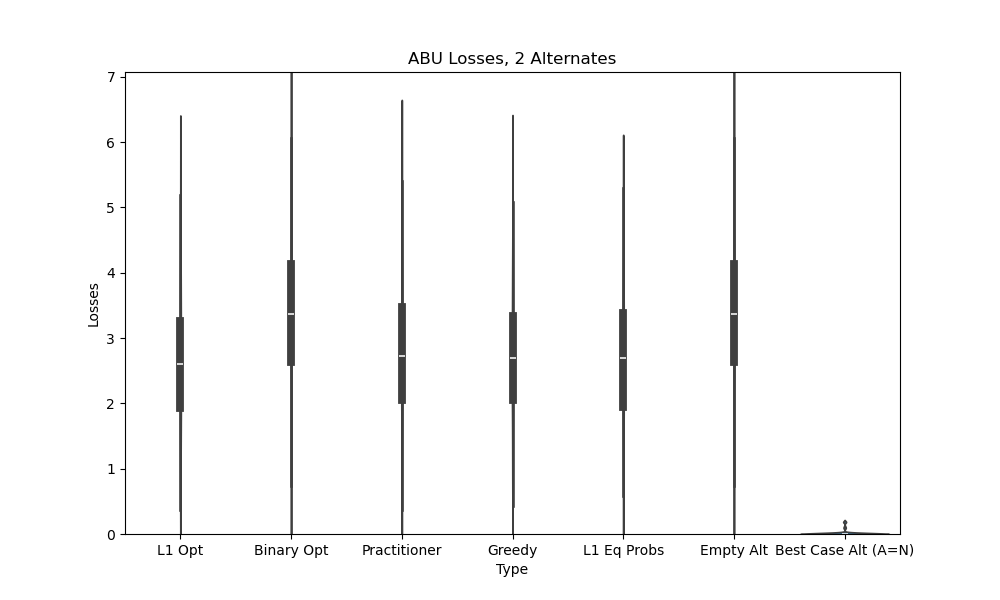 ABU Losses, 2 Alternates
7
6
5
4
3
2
1
0
Losses
L1 Opt
Binary Opt
Practitioner
Greedy
L1 Eq Probs
Empty Alt
Best Case Alt (A=N)
Type